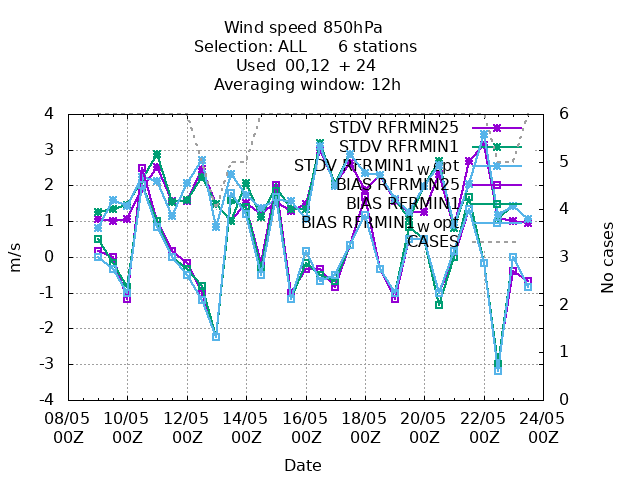 Wind speed 850hPa
Selection: ALL 6 stations
Used 00,12 + 24
Averaging window: 12h
4 6
STDV RFRMIN25
3
STDV RFRMIN1
5
STDV RFRMIN1_w_opt
2
BIAS RFRMIN25
BIAS RFRMIN1
4
1
BIAS RFRMIN1_w_opt
CASES
m/s 0 3 No cases
-1 2
-2
1
-3
-4 0
08/05 10/05 12/05 14/05 16/05 18/05 20/05 22/05 24/05
00Z 00Z 00Z 00Z 00Z 00Z 00Z 00Z 00Z
Date